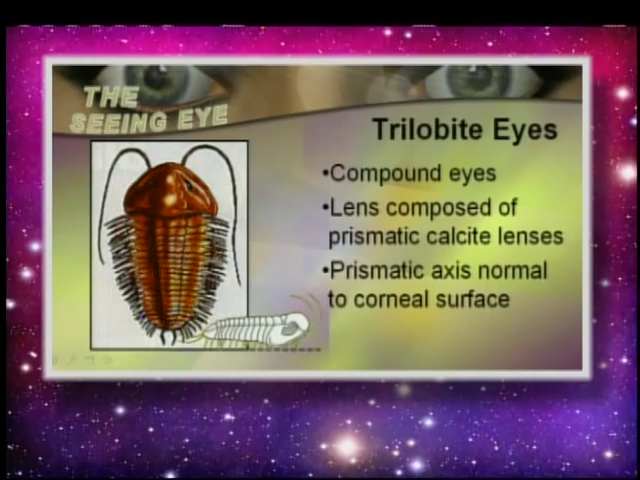 THE
SEEING EYE
Trilobite Eyes
•Compound eyes
•Lens composed of
prismatic calcite lenses
•Prismatic axis normal
to corneal surface